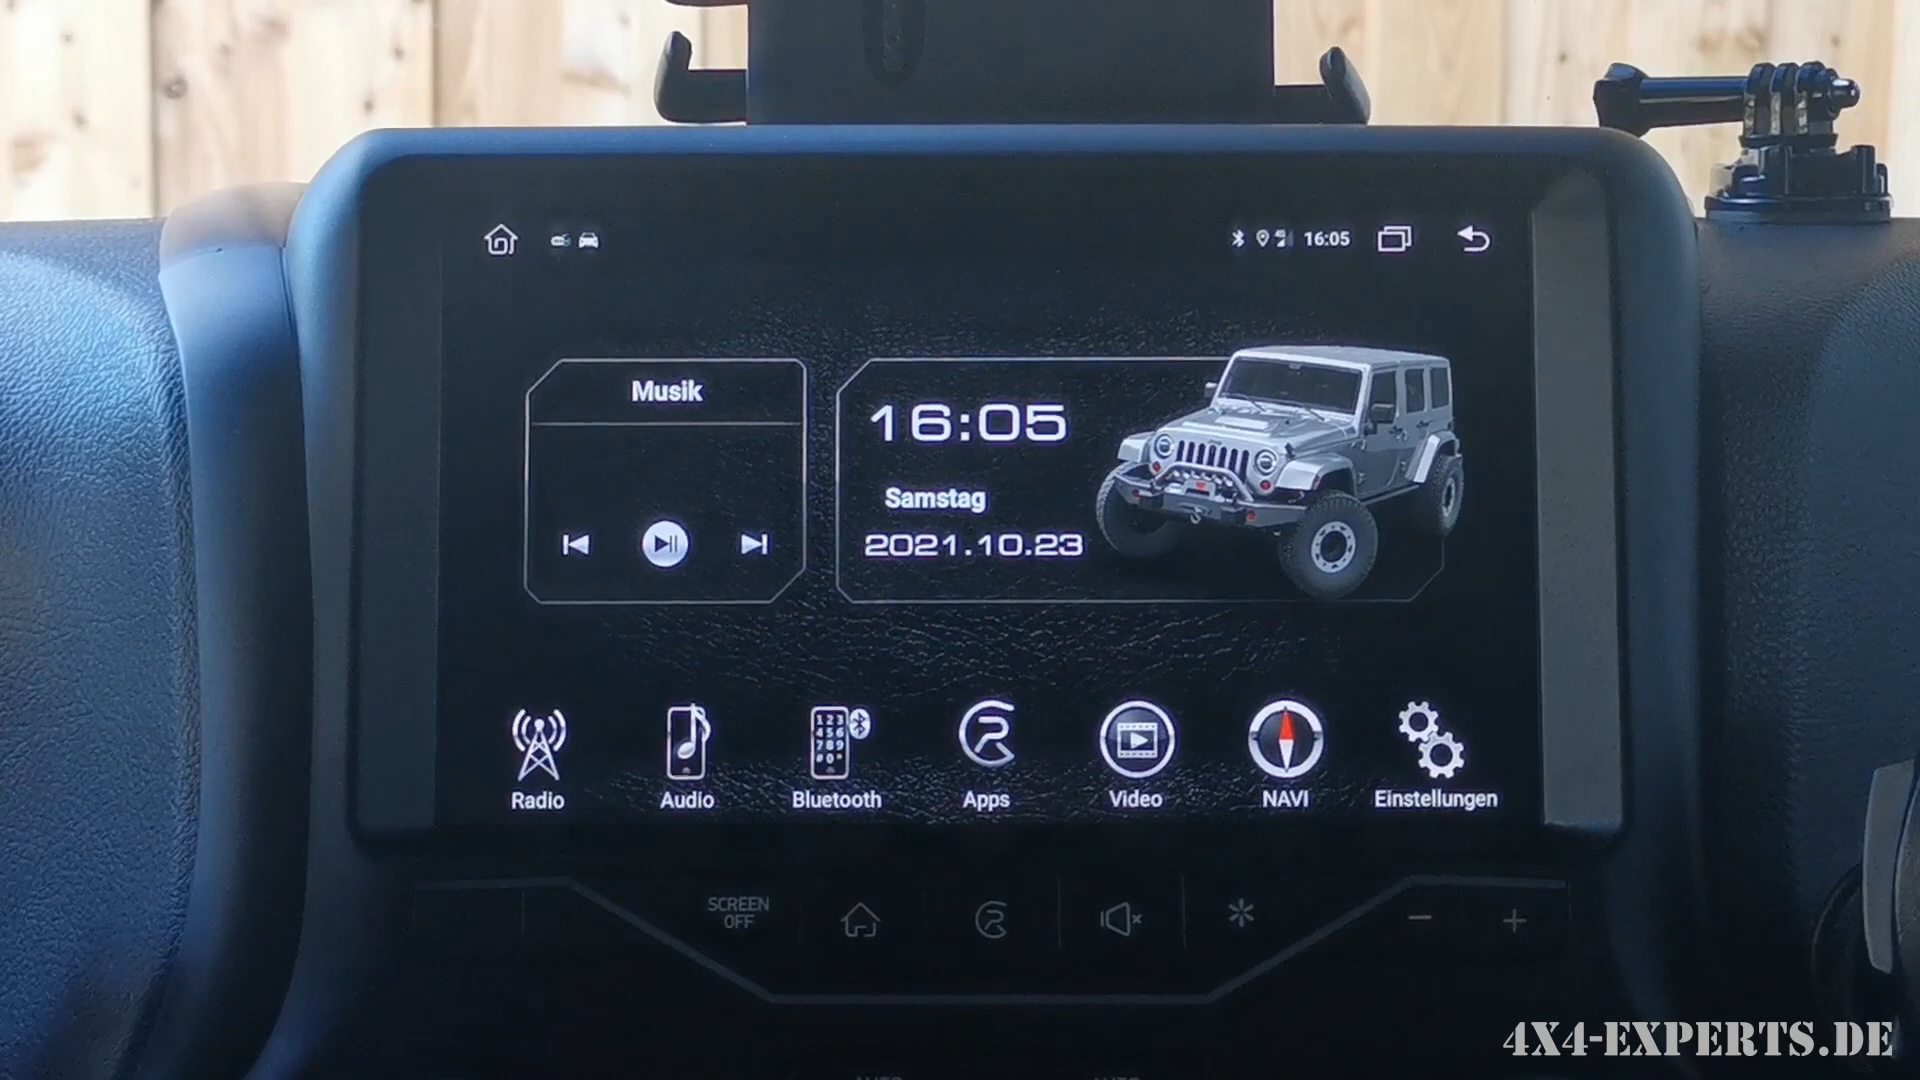 16:05
Musik
16:05
Samstag
2021.10.23
Radio
Audio
Bluetooth
Apps
Video
NAVI
Einstellungen
SCREEN
OFF
4X4-EXPERTS.DE